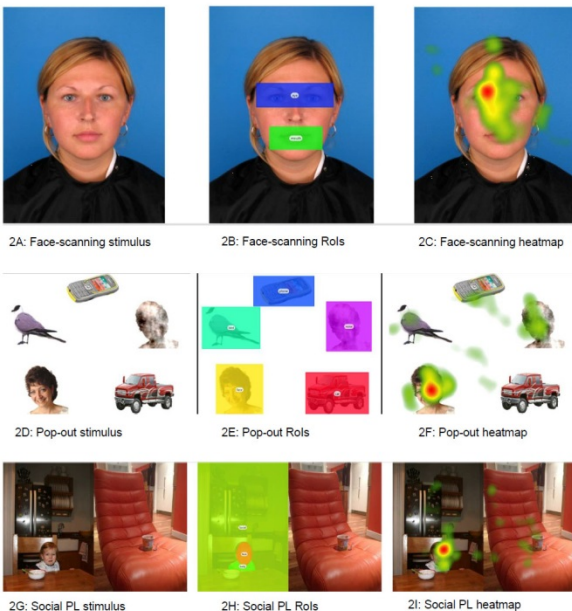 2A: Face-scanning stimulus
2B: Face-scanning RoIs
2C: Face-scanning heatmap
2D: Pop-out stimulus
2E: Pop-out RoIs
2F: Pop-out heatmap
2G: Social PL stimulus
2H: Social PL RoIs
2I: Social PL heatmap